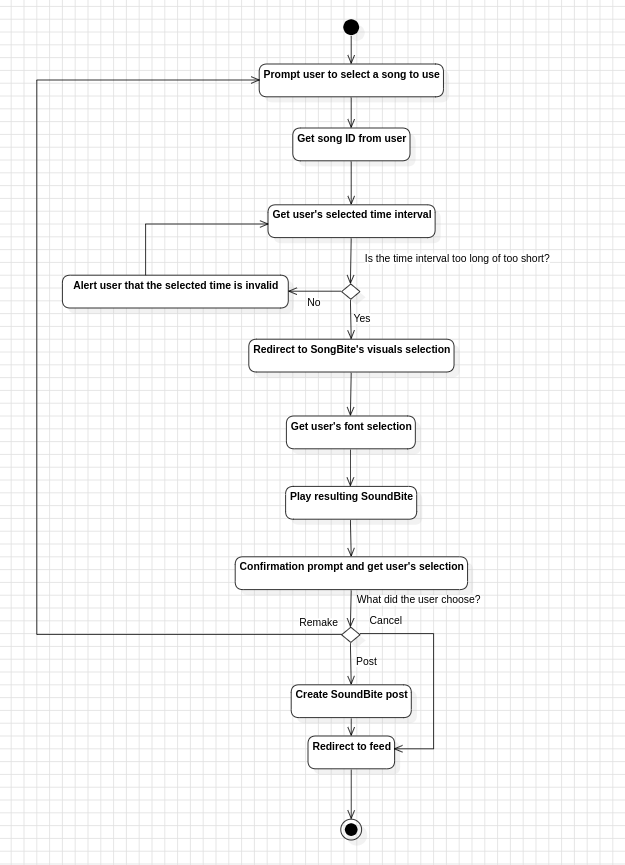 Prompt user to select a song to use
Get song ID from user
Get user's selected time interval
Is the time interval too long of too short?
Alert user that the selected time is invalid
No
Yes
Redirect to SongBite's visuals selection
Get user's font selection
Play resulting SoundBite
Confirmation prompt and get user's selection
What did the user choose?
Remake
Cancel
Post
Create SoundBite post
Redirect to feed